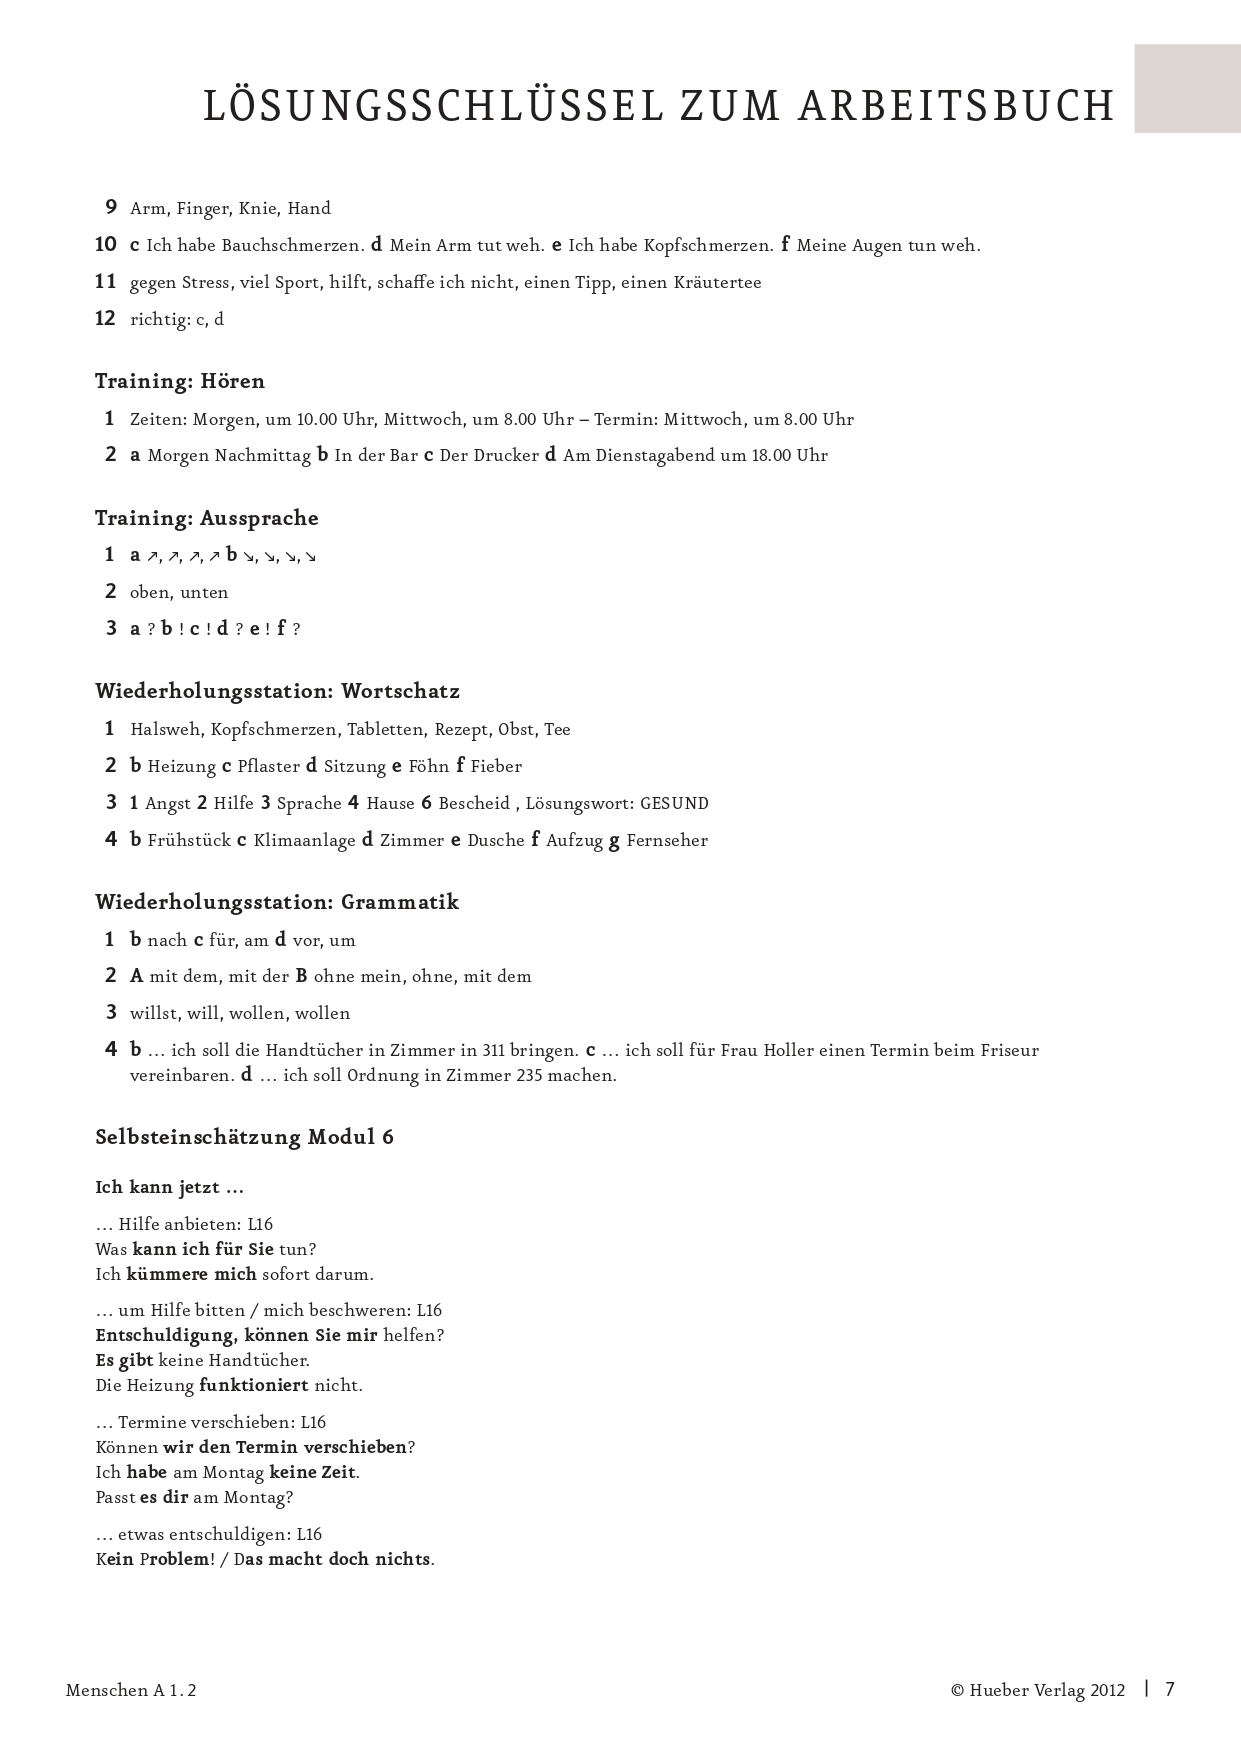 LÖSUNGSSCHLÜSSEL ZUM ARBEITSBUCH
9 Arm, Finger, Knie, Hand
10 c Ich habe Bauchschmerzen. d Mein Arm tut weh. e Ich habe Kopfschmerzen. f Meine Augen tun weh.
11 gegen Stress, viel Sport, hilft, schaffe ich nicht, einen Tipp, einen Kräutertee
12 richtig: c, d
Training: Hören
1 Zeiten: Morgen, um 10.00 Uhr, Mittwoch, um 8.00 Uhr – Termin: Mittwoch, um 8.00 Uhr
2 a Morgen Nachmittag b In der Bar c Der Drucker d Am Dienstagabend um 18.00 Uhr
Training: Aussprache
1 a ↗, ↗, ↗, ↗ b ↘, ↘, ↘, ↘
2 oben, unten
3 a ? b ! c ! d ? e ! f ?
Wiederholungsstation: Wortschatz
1 Halsweh, Kopfschmerzen, Tabletten, Rezept, Obst, Tee
2 b Heizung c Pflaster d Sitzung e Föhn f Fieber
3 1 Angst 2 Hilfe 3 Sprache 4 Hause 6 Bescheid , Lösungswort: GESUND
4 b Frühstück c Klimaanlage d Zimmer e Dusche f Aufzug g Fernseher
Wiederholungsstation: Grammatik
1 b nach c für, am d vor, um
2 A mit dem, mit der B ohne mein, ohne, mit dem
3 willst, will, wollen, wollen
4 b … ich soll die Handtücher in Zimmer in 311 bringen. c … ich soll für Frau Holler einen Termin beim Friseur
vereinbaren. d … ich soll Ordnung in Zimmer 235 machen.
Selbsteinschätzung Modul 6
Ich kann jetzt …
… Hilfe anbieten: L16
Was kann ich für Sie tun?
Ich kümmere mich sofort darum.
… um Hilfe bitten / mich beschweren: L16
Entschuldigung, können Sie mir helfen?
Es gibt keine Handtücher.
Die Heizung funktioniert nicht.
… Termine verschieben: L16
Können wir den Termin verschieben?
Ich habe am Montag keine Zeit.
Passt es dir am Montag?
… etwas entschuldigen: L16
Kein Problem! / Das macht doch nichts.
Menschen A 1.2 © Hueber Verlag 2012 | 7